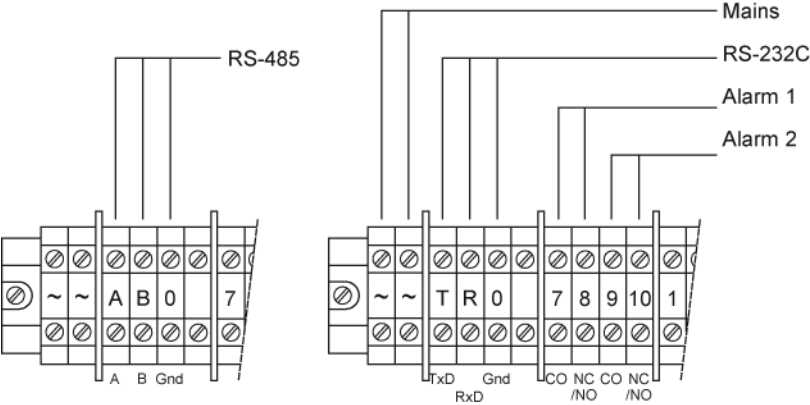 Mains
RS-485
RS-232C
Alarm 1
Alarm 2
~ ~ A B 0 7
A B Gnd
~ ~ T R 0 7 8 9 10 1
TxD Gnd CO NC CO NC
RxD /NO /NO